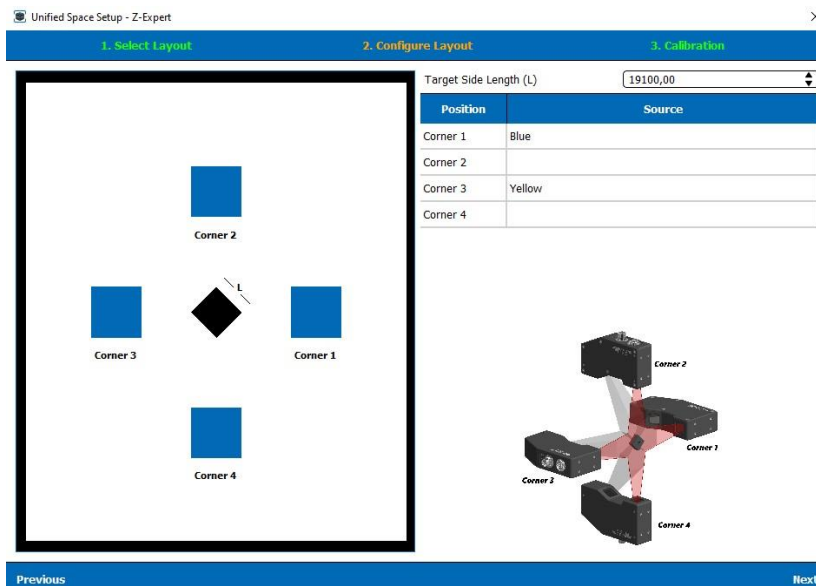 Unified Space Setup - Z-Expert
1. Select Layout 2. Configure Layout 3. Calibration
Target Side Length (L) 19100,00
Position Source
Corner 1 Blue
Corner 2
Corner 3 Yellow
Corner 4
Corner 2
L
Corner 3 Corner 1
Corner 4
Corner 2
Corner 1
Corner 3
Corner 4
Previous Next